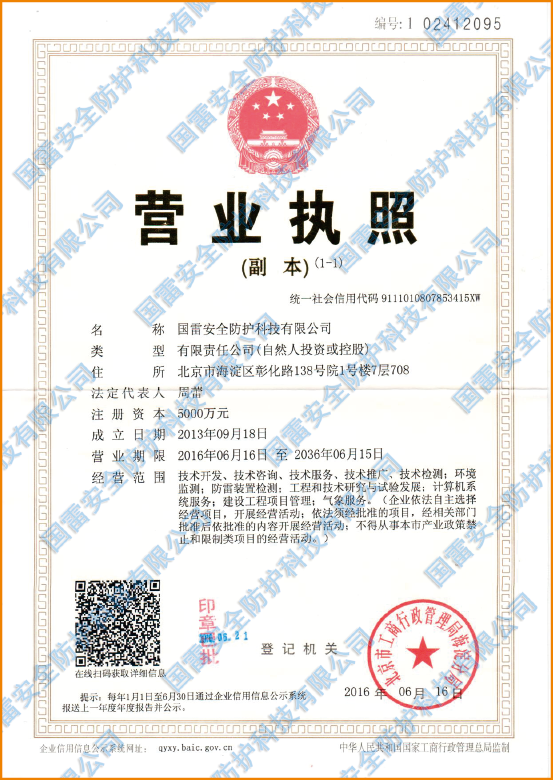 编号:1 02412095
营业执照
(副 本)(1-1)
统一社会信用代码 9111010807853415XW
名 称 国雷安全防护科技有限公司
类 型 有限责任公司(自然人投资或控股)
住 所 北京市海淀区彰化路138号院1号楼7层708
法定代表人 周蕾
注册资本 5000万元
成立日期 2013年09月18日
营业期限 2016年06月16日 至 2036年06月15日
经营范围 技术开发、技术咨询、技术服务、技术推广、技术检测；环境
监测；防雷装置检测；工程和技术研究与试验发展；计算机系
统服务；建设工程项目管理；气象服务。（企业依法自主选择
经营项目，开展经营活动；依法须经批准的项目，经相关部门
批准后依批准的内容开展经营活动；不得从事本市产业政策禁
止和限制类项目的经营活动。）
在线扫码获取详细信息
登记机关
北京市工商行政管理局海淀分局
2016 年 06 月 16 日
提示：每年1月1日至6月30日通过企业信用信息公示系统
报送上一年度年度报告并公示。
企业信用信息公示系统网址： qyxy.baic.gov.cn
中华人民共和国国家工商行政管理总局监制
国雷安全防护科技有限公司